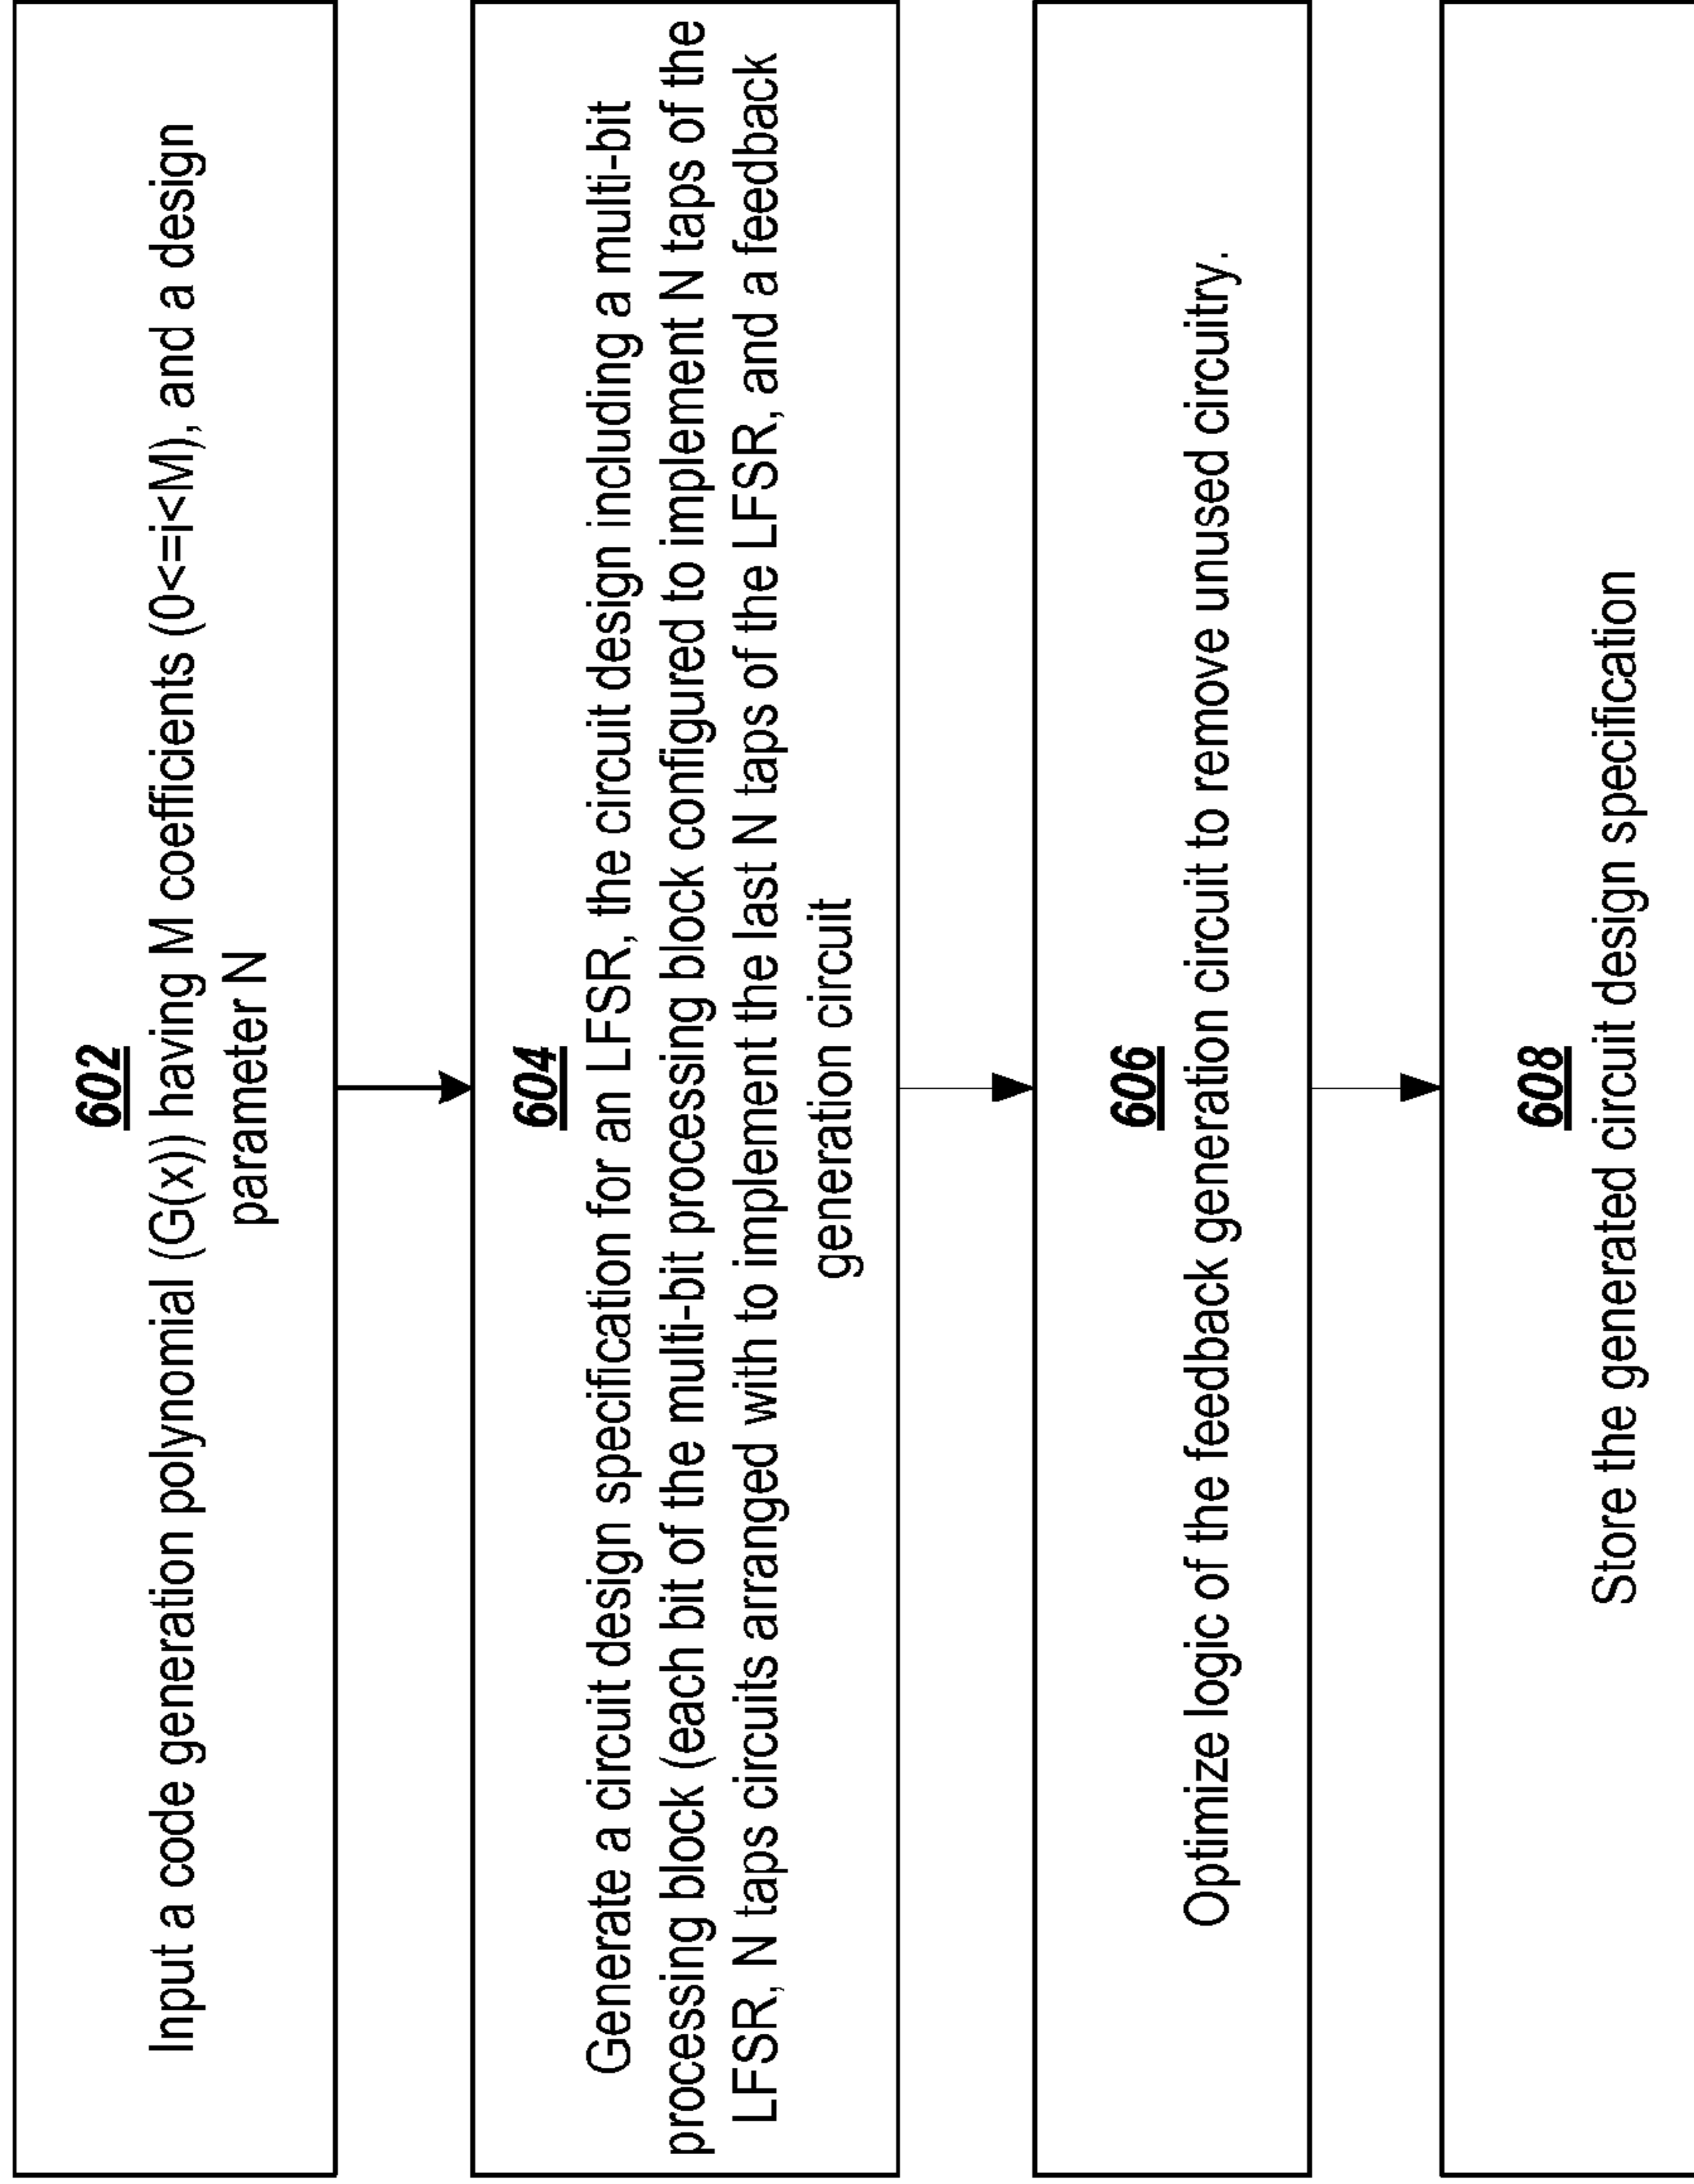 602
Input a code generation polynomial (G(x)) having M coefficients (0<=i<M), and a design
parameter N
604
Generate a circuit design specification for an LFSR, the circuit design including a multi-bit
processing block (each bit of the multi-bit processing block configured to implement N taps of the
LFSR, N taps circuits arranged with to implement the last N taps of the LFSR, and a feedback
generation circuit
606
Optimize logic of the feedback generation circuit to remove unused circuitry.
608
Store the generated circuit design specification